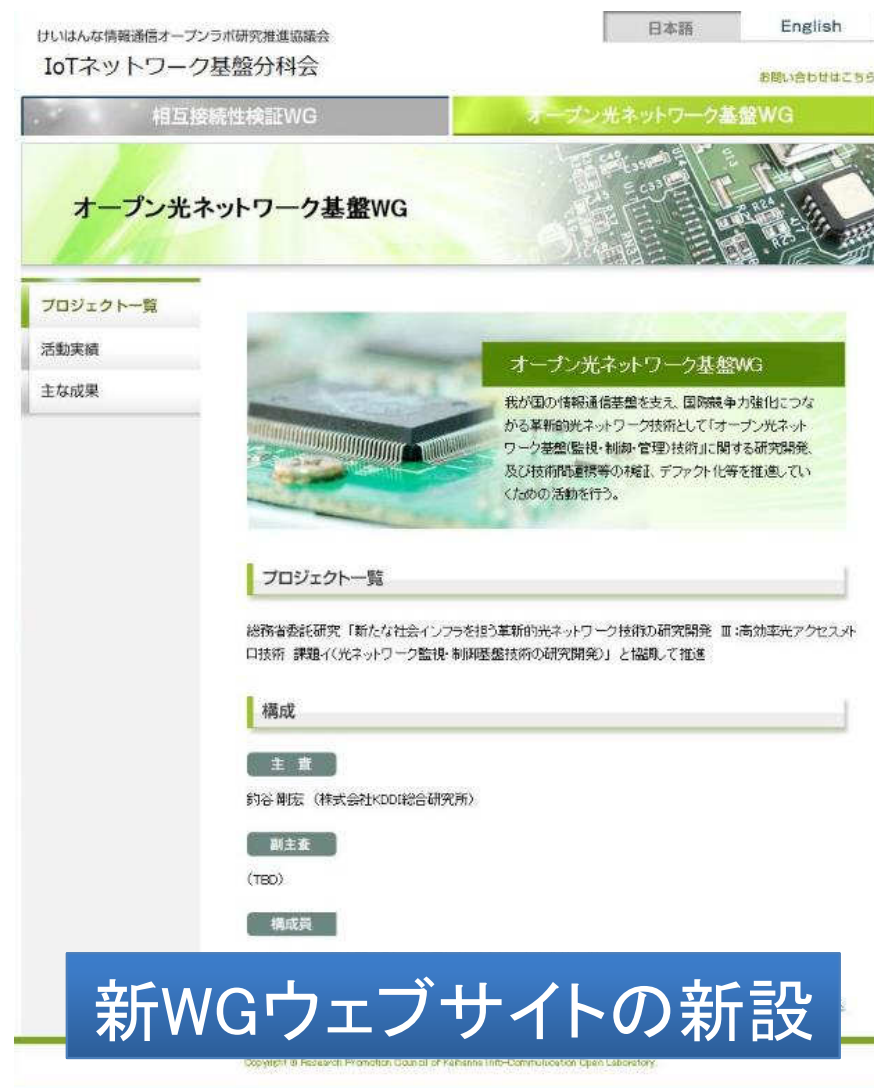 けいはんな情報通信オープンラボ研究推進協議会
IoTネットワーク基盤分科会
日本語
English
お問い合わせはこちら
相互接続性検証WG
オープン光ネットワーク基盤WG
オープン光ネットワーク基盤WG
プロジェクト一覧
活動実績
主な成果
オープン光ネットワーク基盤WG
我が国の情報通信基盤を支え、国際競争力強化につな
がる革新的光ネットワーク技術として「オープン光ネット
ワーク基盤(監視・制御・管理)技術」に関する研究開発、
及び技術間連携等の検証、デファクト化等を推進してい
くための活動を行う。
プロジェクト一覧
総務省委託研究「新たな社会インフラを担う革新的光ネットワーク技術の研究開発 Ⅲ:高効率光アクセスメト
ロ技術 課題イ(光ネットワーク監視・制御基盤技術の研究開発)」と協調して推進
構成
主 査
釣谷 剛宏 (株式会社KDDI総合研究所)
副主査
(TBD)
構成員
新WGウェブサイトの新設
Copyright © Research Promotion Council of Keihanna Info-Communication Open Laboratory.